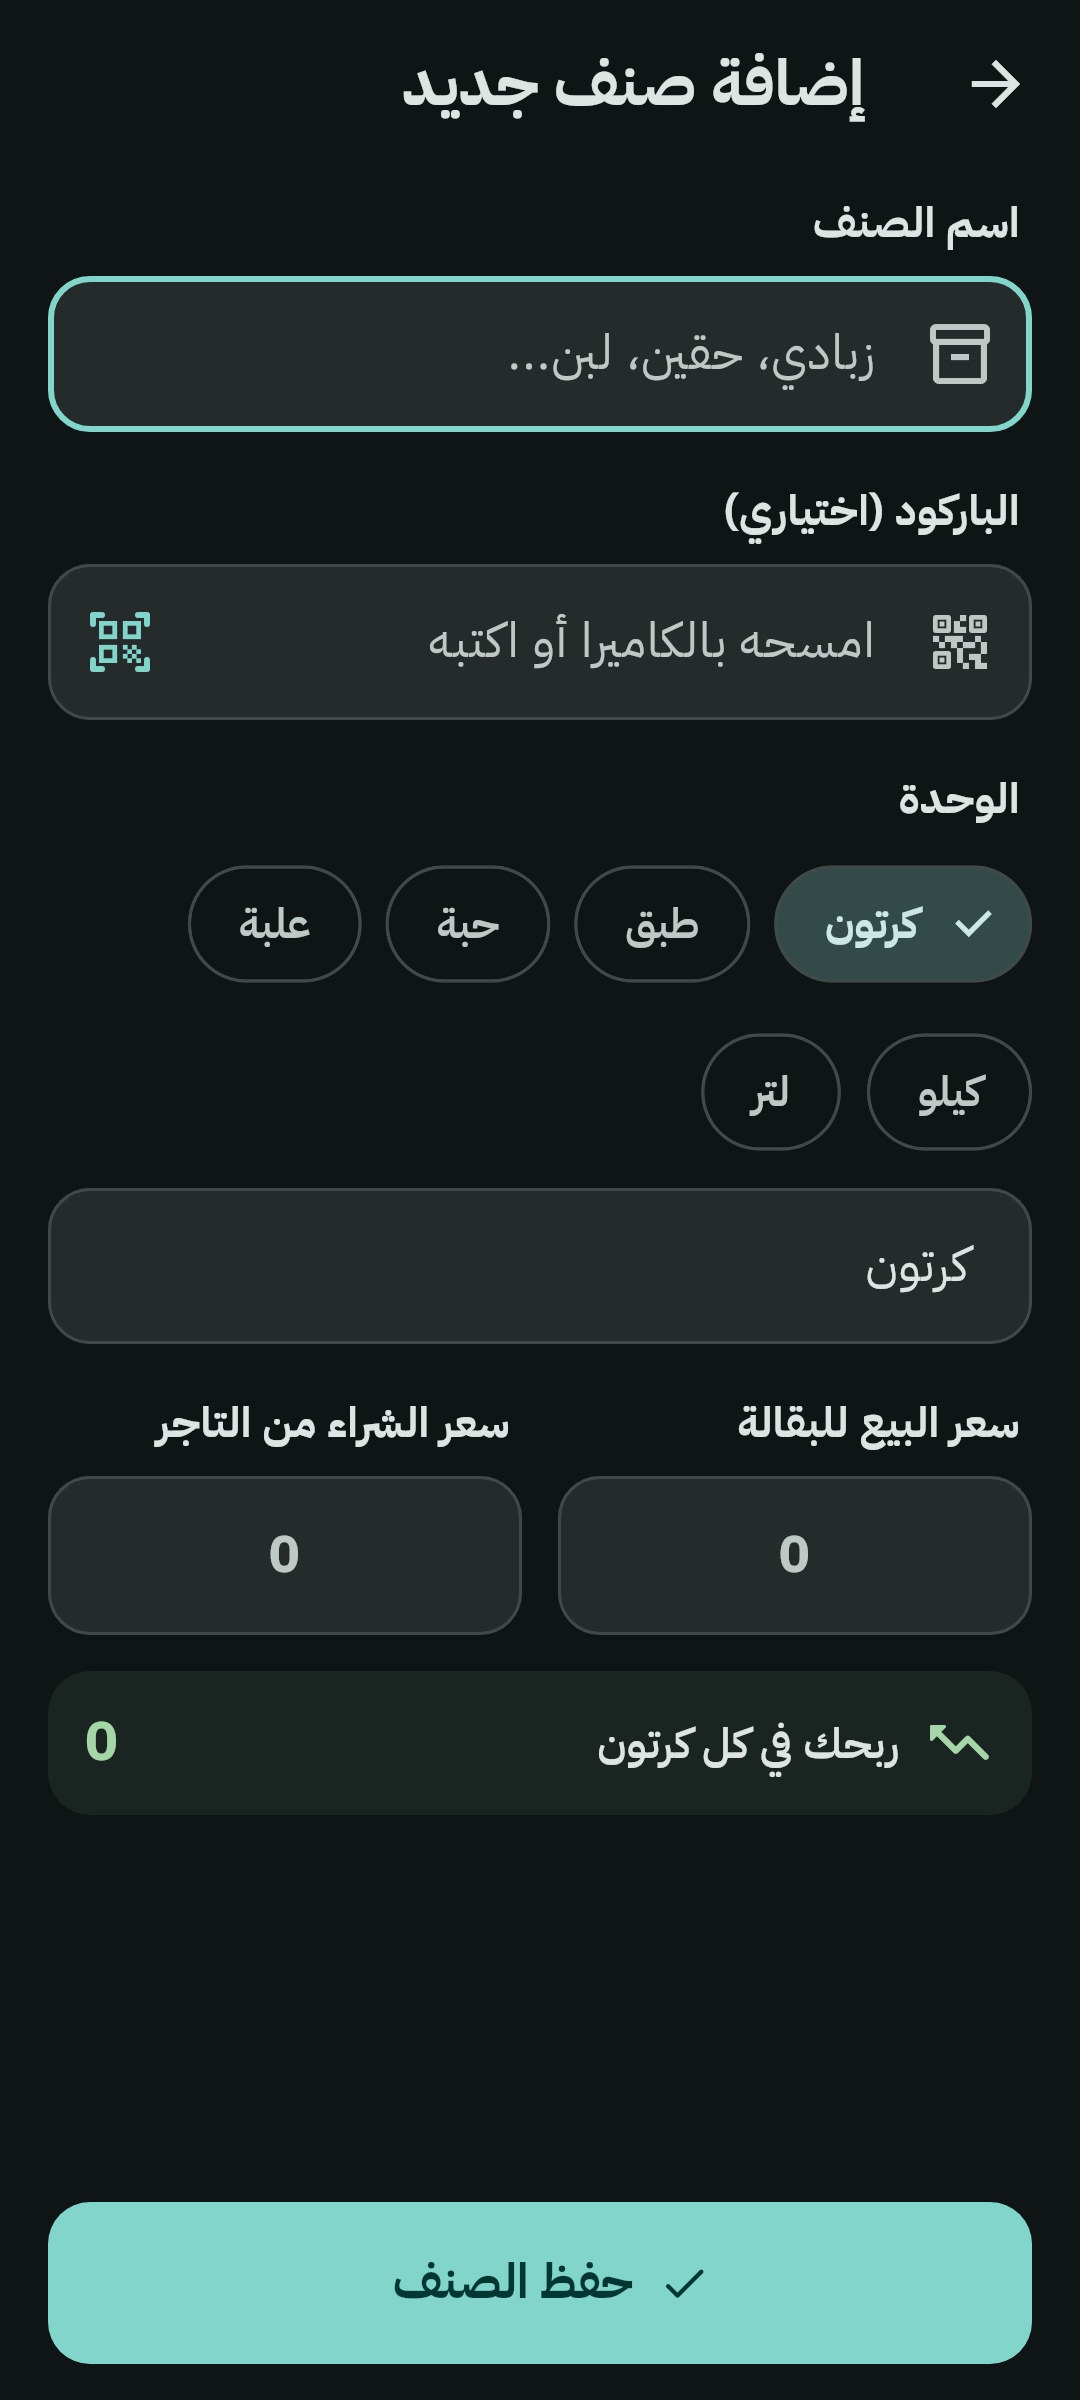 إضافة صنف جديد
اسم الصنف
زبادي، حقين، لبن...
الباركود (اختياري)
امسحه بالكاميرا أو اكتبه
الوحدة
كرتون
طبق
حبة
علبة
كيلو
لتر
كرتون
سعر البيع للبقالة
سعر الشراء من التاجر
0
0
ربحك في كل كرتون
0
حفظ الصنف